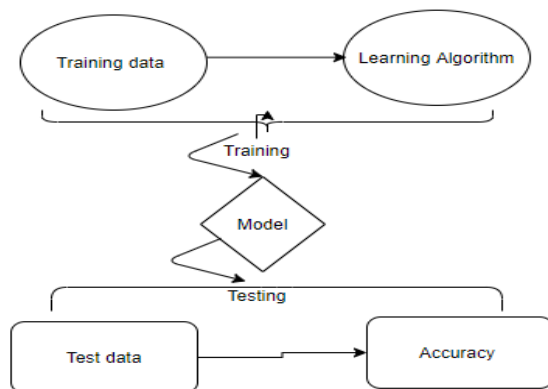 Training data
Learning Algorithm
Training
Model
Testing
Test data
Accuracy